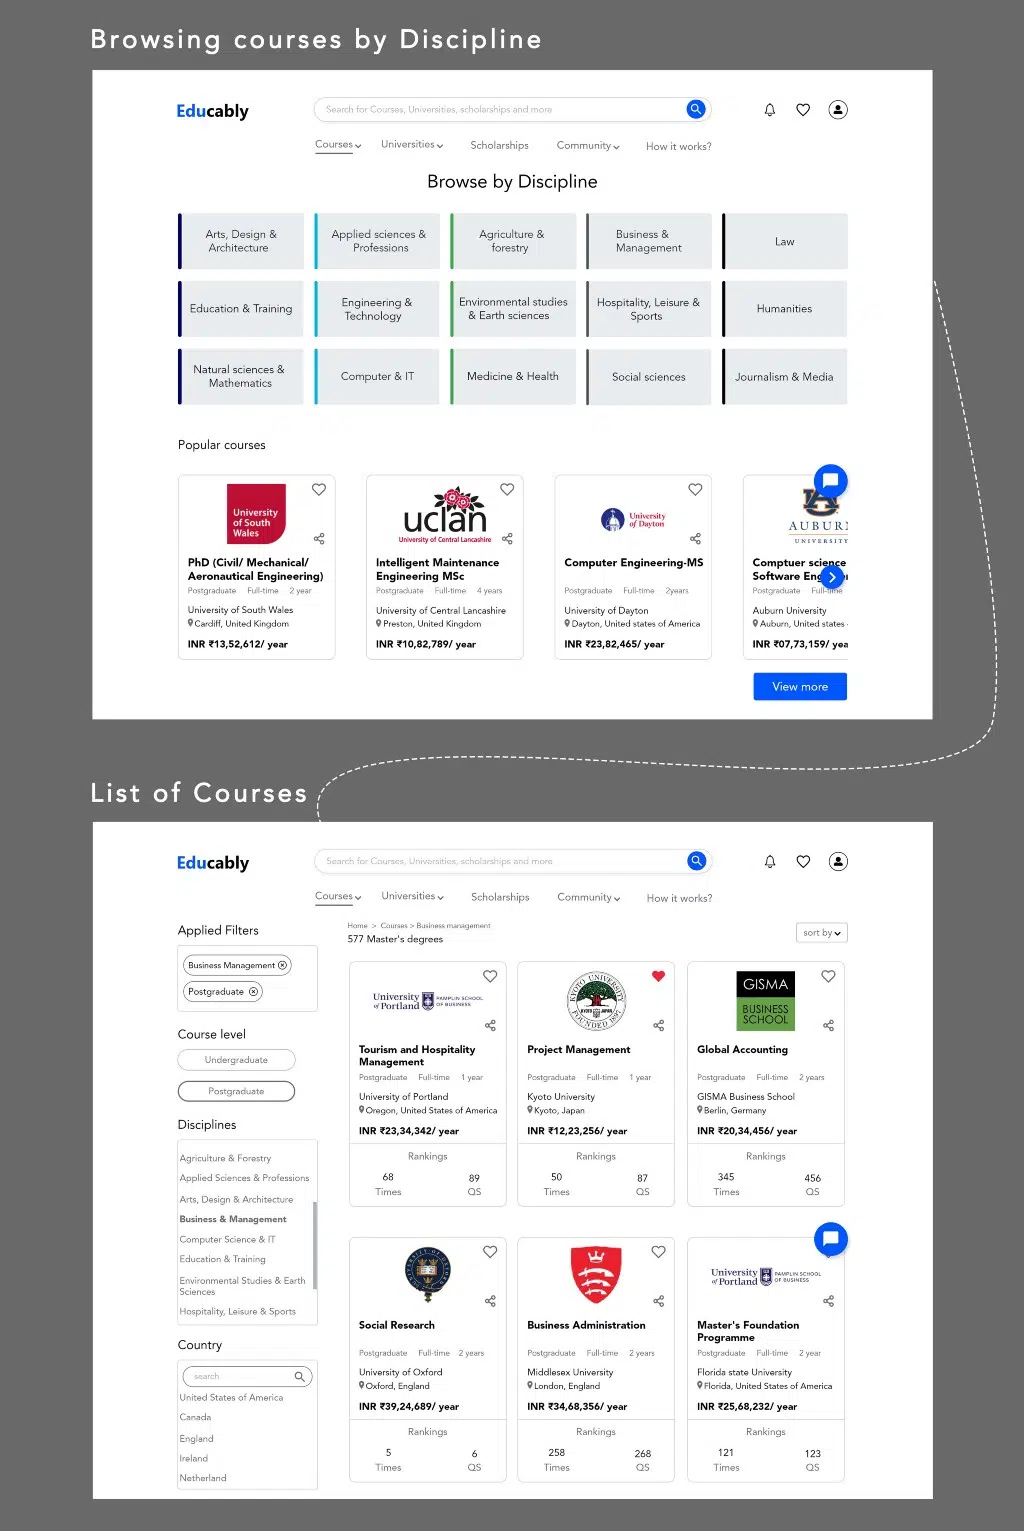 Browsing courses by Discipline
Educably
Search for Courses, Universities, scholarships and more
Courses
Universities
Scholarships
Community
How it works?
Browse by Discipline
Arts, Design &
Architecture
Applied sciences &
Professions
Agriculture &
forestry
Business &
Management
Law
Education & Training
Engineering &
Technology
Environmental studies
& Earth sciences
Hospitality, Leisure &
Sports
Humanities
Natural sciences &
Mathematics
Computer & IT
Medicine & Health
Social sciences
Journalism & Media
Popular courses
University
of South
Wales
PhD (Civil/ Mechanical/
Aeronautical Engineering)
Postgraduate Full-time 2 year
University of South Wales
Cardiff, United Kingdom
INR ₹13,52,612/ year
uclan
University of Central Lancashire
Intelligent Maintenance
Engineering MSc
Postgraduate Full-time 4 years
University of Central Lancashire
Preston, United Kingdom
INR ₹10,82,789/ year
University
of Dayton
Computer Engineering-MS
Postgraduate Full-time 2years
University of Dayton
Dayton, United states of America
INR ₹23,82,465/ year
AUBUR
UNIVERSITY
Comptuer science
Software Eng
Postgraduate Full-time
Auburn University
Auburn, United states
INR ₹07,73,159/ yea
View more
List of Courses
Educably
Search for Courses, Universities, scholarships and more
Courses
Universities
Scholarships
Community
How it works?
Applied Filters
Business Management
Postgraduate
Course level
Undergraduate
Postgraduate
Disciplines
Agriculture & Forestry
Applied Sciences & Professions
Arts, Design & Architecture
Business & Management
Computer Science & IT
Education & Training
Environmental Studies & Earth
Sciences
Hospitality, Leisure & Sports
Country
search
United States of America
Canada
England
Ireland
Netherland
Home > Courses > Business management
577 Master's degrees
sort by
University
of Portland
PAMPLIN SCHOOL
OF BUSINESS
Tourism and Hospitality
Management
Postgraduate Full-time 1 year
University of Portland
Oregon, United States of America
INR ₹23,34,342/ year
Rankings
68 89
Times QS
KYOTO UNIVERSITY
KYOTO JAPAN
FOUNDED 1897
Project Management
Postgraduate Full-time 1 year
Kyoto University
Kyoto, Japan
INR ₹12,23,256/ year
Rankings
50 87
Times QS
GISMA
BUSINESS
SCHOOL
Global Accounting
Postgraduate Full-time 2 years
GISMA Business School
Berlin, Germany
INR ₹20,34,456/ year
Rankings
345 456
Times QS
Social Research
Postgraduate Full-time 2 years
University of Oxford
Oxford, England
INR ₹39,24,689/ year
Rankings
5 6
Times QS
Business Administration
Postgraduate Full-time 2 years
Middlesex University
London, England
INR ₹34,68,356/ year
Rankings
258 268
Times QS
University
of Portland
PAMPLIN SCHOOL
OF BUSINESS
Master's Foundation
Programme
Postgraduate Full-time 2 year
Florida state University
Florida, United States of America
INR ₹25,68,232/ year
Rankings
121 123
Times QS